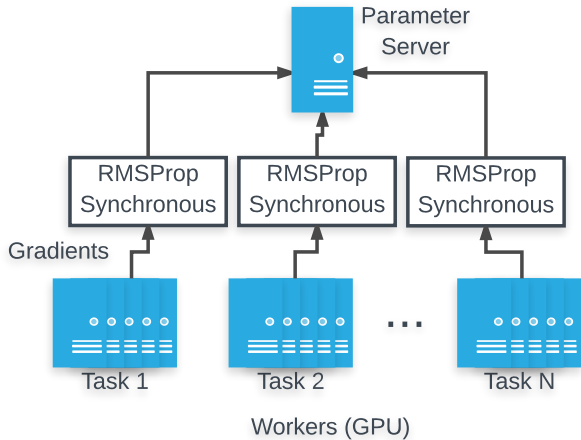 Parameter
Server
RMSProp
Synchronous
RMSProp
Synchronous
RMSProp
Synchronous
Gradients
Task 1
Task 2
...
Task N
Workers (GPU)